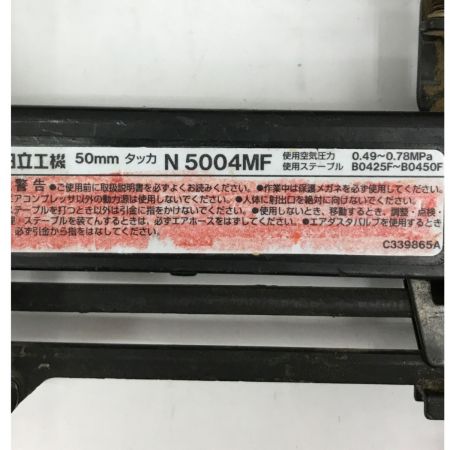 日立工機 50mm タッカ N 5004MF 使用空気圧力 0.49~0.78MPa
使用ステープル B0425F~B0450F
警告 ●ご使用前に取扱説明書を必ずよくお読みください。●作業中は保護メガネを必ず使用してください。
エアコンプレッサ以外の動力源は使用しないでください。●人体に射出口を絶対に向けないでください。
ステープルを打つとき以外は引金に指をかけないでください。●使用しないとき、移動するとき、調整・点検・
ステープルを装てんするときは、必ずエアホースをはずしてください。●エアダスタバルブを使用するとき
必ず引金から指をはなしてください。
C339865A